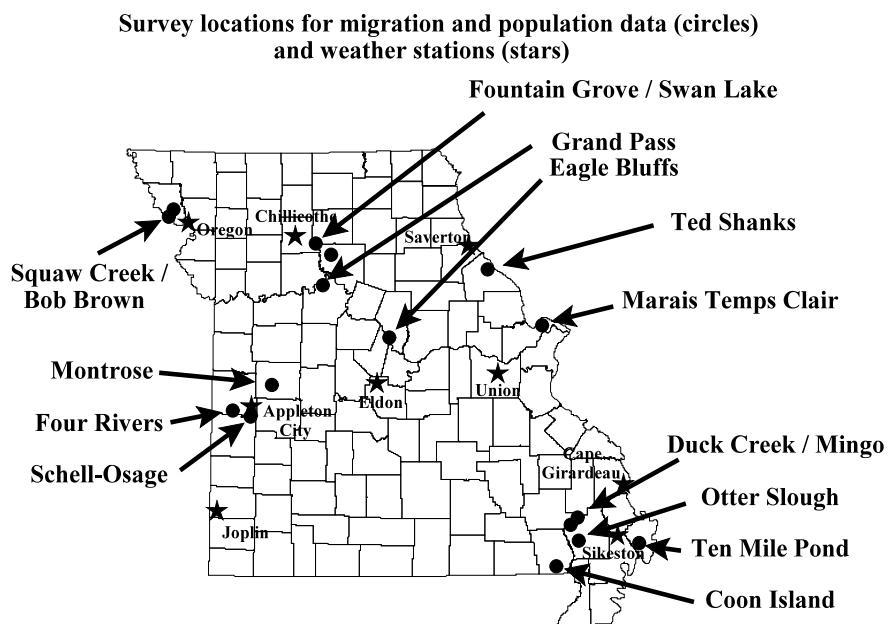 Survey locations for migration and population data (circles)
and weather stations (stars)
Fountain Grove / Swan Lake
Grand Pass
Eagle Bluffs
Chillicothe
Oregon
Saverton
Ted Shanks
Squaw Creek /
Bob Brown
Marais Temps Clair
Montrose
Union
Eldon
Four Rivers
Appleton
City
Schell-Osage
Duck Creek / Mingo
Cape
Girardeau
Otter Slough
Joplin
Sikeston
Ten Mile Pond
Coon Island